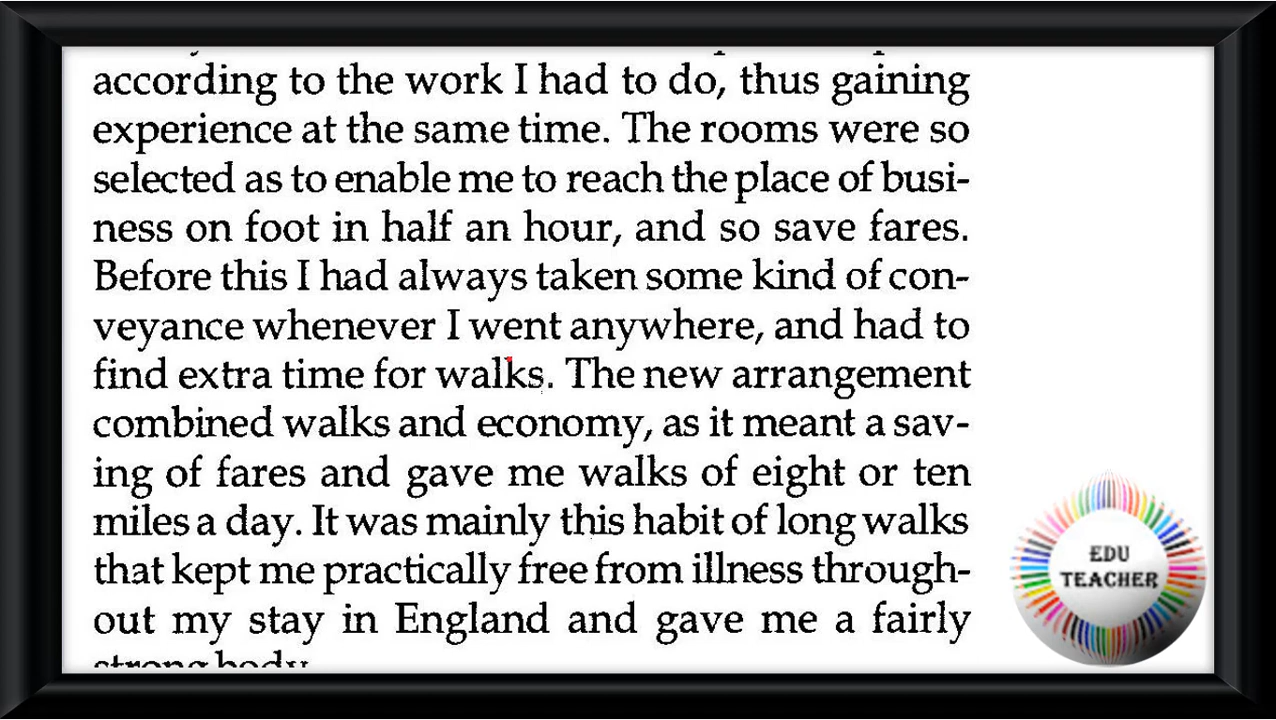 according to the work I had to do, thus gaining
experience at the same time. The rooms were so
selected as to enable me to reach the place of busi-
ness on foot in half an hour, and so save fares.
Before this I had always taken some kind of con-
veyance whenever I went anywhere, and had to
find extra time for walks. The new arrangement
combined walks and economy, as it meant a sav-
ing of fares and gave me walks of eight or ten
miles a day. It was mainly this habit of long walks
that kept me practically free from illness through-
out my stay in England and gave me a fairly
strong body.
EDU
TEACHER